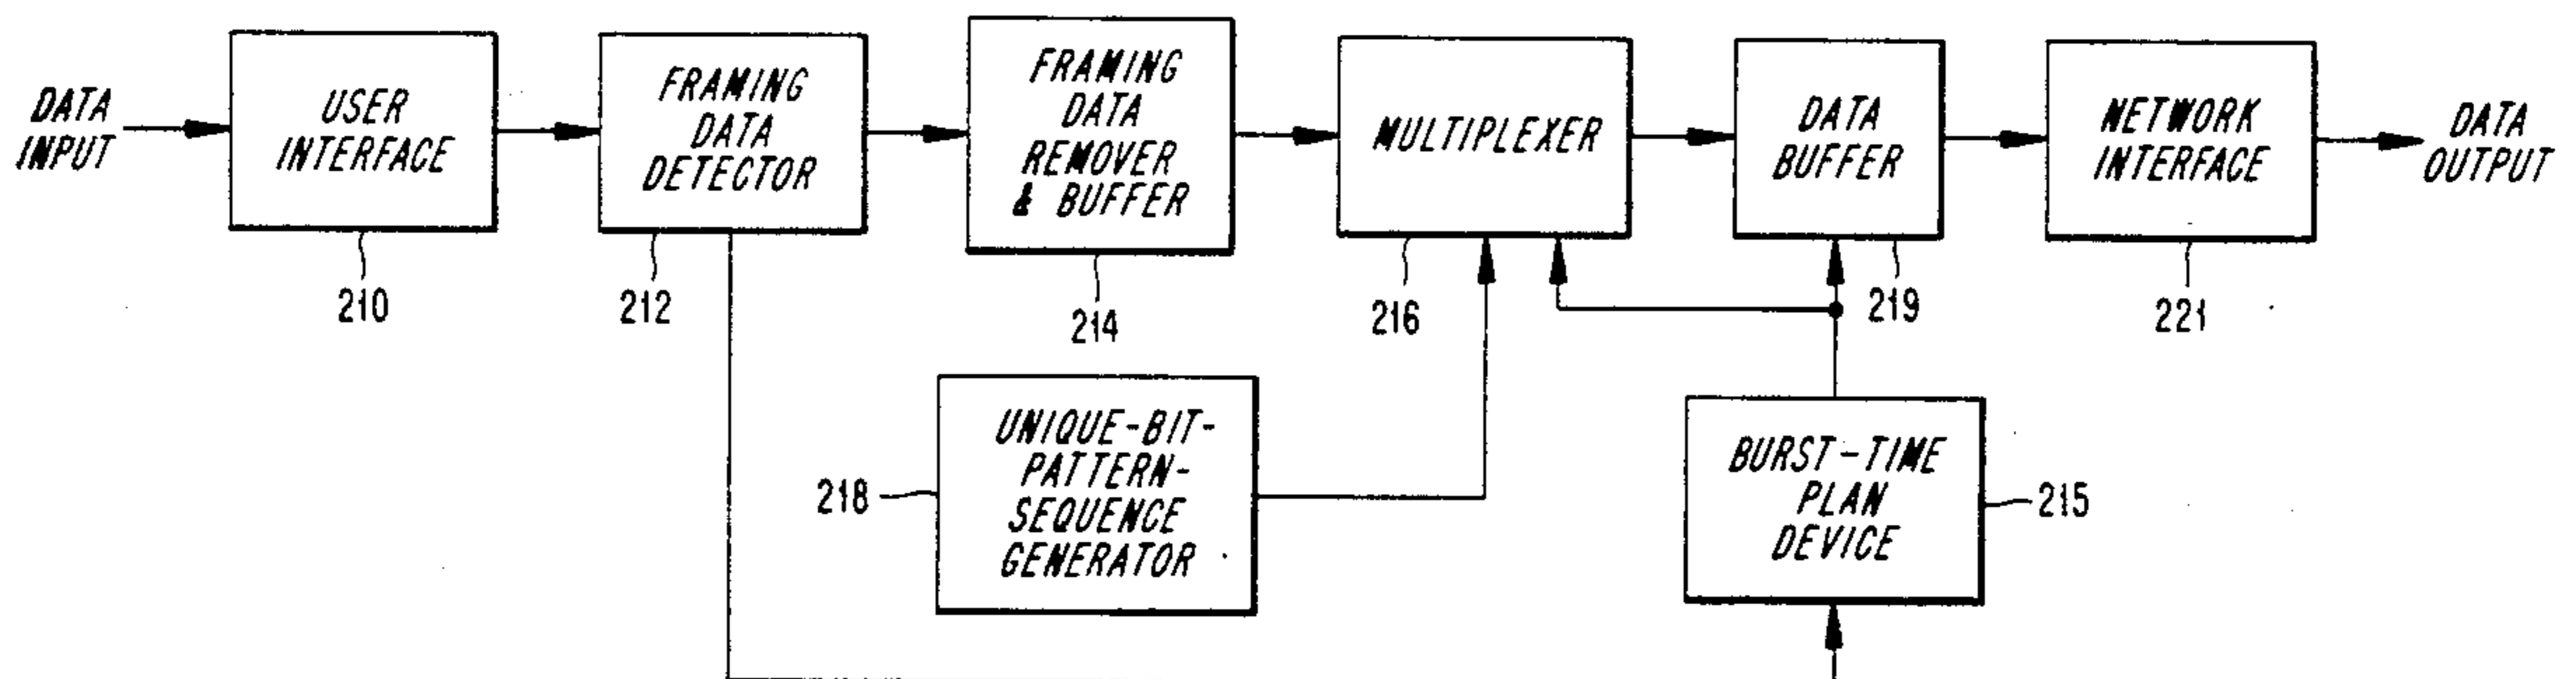 DATA
INPUT
USER
INTERFACE
210
FRAMING
DATA
DETECTOR
212
FRAMING
DATA
REMOVER
& BUFFER
214
MULTIPLEXER
216
DATA
BUFFER
219
NETWORK
INTERFACE
221
DATA
OUTPUT
UNIQUE-BIT-
PATTERN-
SEQUENCE
GENERATOR
218
BURST-TIME
PLAN
DEVICE
215